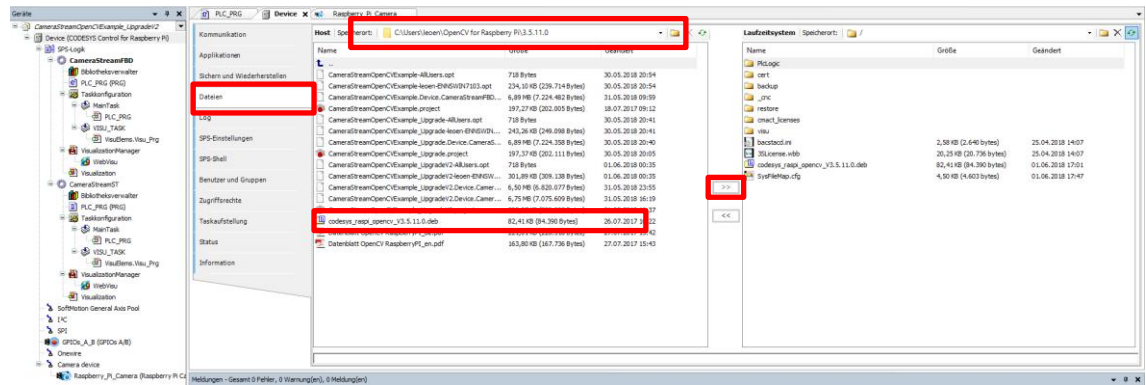 Geräte
CameraStreamOpenCVExample_UpgradeV2
Device (CODESYS Control for Raspberry Pi)
SPS-Logik
CameraStreamFBD
Bibliotheksverwalter
PLC_PRG (PRG)
Taskkonfiguration
MainTask
PLC_PRG
VISU_TASK
VisuElems.Visu_Prg
VisualizationManager
WebVisu
Visualization
CameraStreamST
Bibliotheksverwalter
PLC_PRG (PRG)
Taskkonfiguration
MainTask
PLC_PRG
VISU_TASK
VisuElems.Visu_Prg
VisualizationManager
WebVisu
Visualization
SoftMotion General Axis Pool
I²C
SPI
GPIOs_A_B (GPIOs A/B)
Onewire
Camera device
Raspberry_Pi_Camera (Raspberry Pi Ca
PLC_PRG Device Raspberry_Pi_Camera
Kommunikation
Applikationen
Sichern und Wiederherstellen
Dateien
Log
SPS-Einstellungen
SPS-Shell
Benutzer und Gruppen
Zugriffsrechte
Taskaufstellung
Status
Information
Host Speicherort: C:\Users\leoen\OpenCV for Raspberry Pi\3.5.11.0
Name Größe Geändert
..
CameraStreamOpenCVExample-AllUsers.opt 718 Bytes 30.05.2018 20:54
CameraStreamOpenCVExample-leoen-ENNSWIN7103.opt 234,10 KB (239.714 Bytes) 30.05.2018 20:54
CameraStreamOpenCVExample.Device.CameraStreamFBD... 6,89 MB (7.224.482 Bytes) 31.05.2018 09:59
CameraStreamOpenCVExample.project 197,27 KB (202.005 Bytes) 18.07.2017 09:12
CameraStreamOpenCVExample_Upgrade-AllUsers.opt 718 Bytes 30.05.2018 20:41
CameraStreamOpenCVExample_Upgrade-leoen-ENNSWIN... 243,26 KB (249.098 Bytes) 30.05.2018 20:41
CameraStreamOpenCVExample_Upgrade.Device.CameraS... 6,89 MB (7.224.358 Bytes) 30.05.2018 20:40
CameraStreamOpenCVExample_Upgrade.project 197,37 KB (202.111 Bytes) 30.05.2018 20:05
CameraStreamOpenCVExample_UpgradeV2-AllUsers.opt 718 Bytes 01.06.2018 00:35
CameraStreamOpenCVExample_UpgradeV2-leoen-ENNSW... 301,89 KB (309.138 Bytes) 01.06.2018 00:35
CameraStreamOpenCVExample_UpgradeV2.Device.Camer... 6,50 MB (6.820.077 Bytes) 31.05.2018 23:55
CameraStreamOpenCVExample_UpgradeV2.Device.Camer... 6,75 MB (7.075.609 Bytes) 31.05.2018 16:19
codesys_raspi_opencv_V3.5.11.0.deb 82,41 KB (84.390 Bytes) 26.07.2017
Datenblatt OpenCV RaspberryPI_en.pdf 163,80 KB (167.736 Bytes) 27.07.2017 15:43
>>
<<
Laufzeitsystem Speicherort: /
Name Größe Geändert
PlcLogic
cert
backup
_cnc
restore
cmact_licenses
visu
bacstacd.ini 2,58 KB (2.640 bytes) 25.04.2018 14:07
3SLicense.wbb 20,25 KB (20.736 bytes) 25.04.2018 14:07
codesys_raspi_opencv_V3.5.11.0.deb 82,41 KB (84.390 bytes) 01.06.2018 17:01
SysFileMap.cfg 4,50 KB (4.603 bytes) 01.06.2018 17:47
Meldungen - Gesamt 0 Fehler, 0 Warnung(en), 0 Meldung(en)